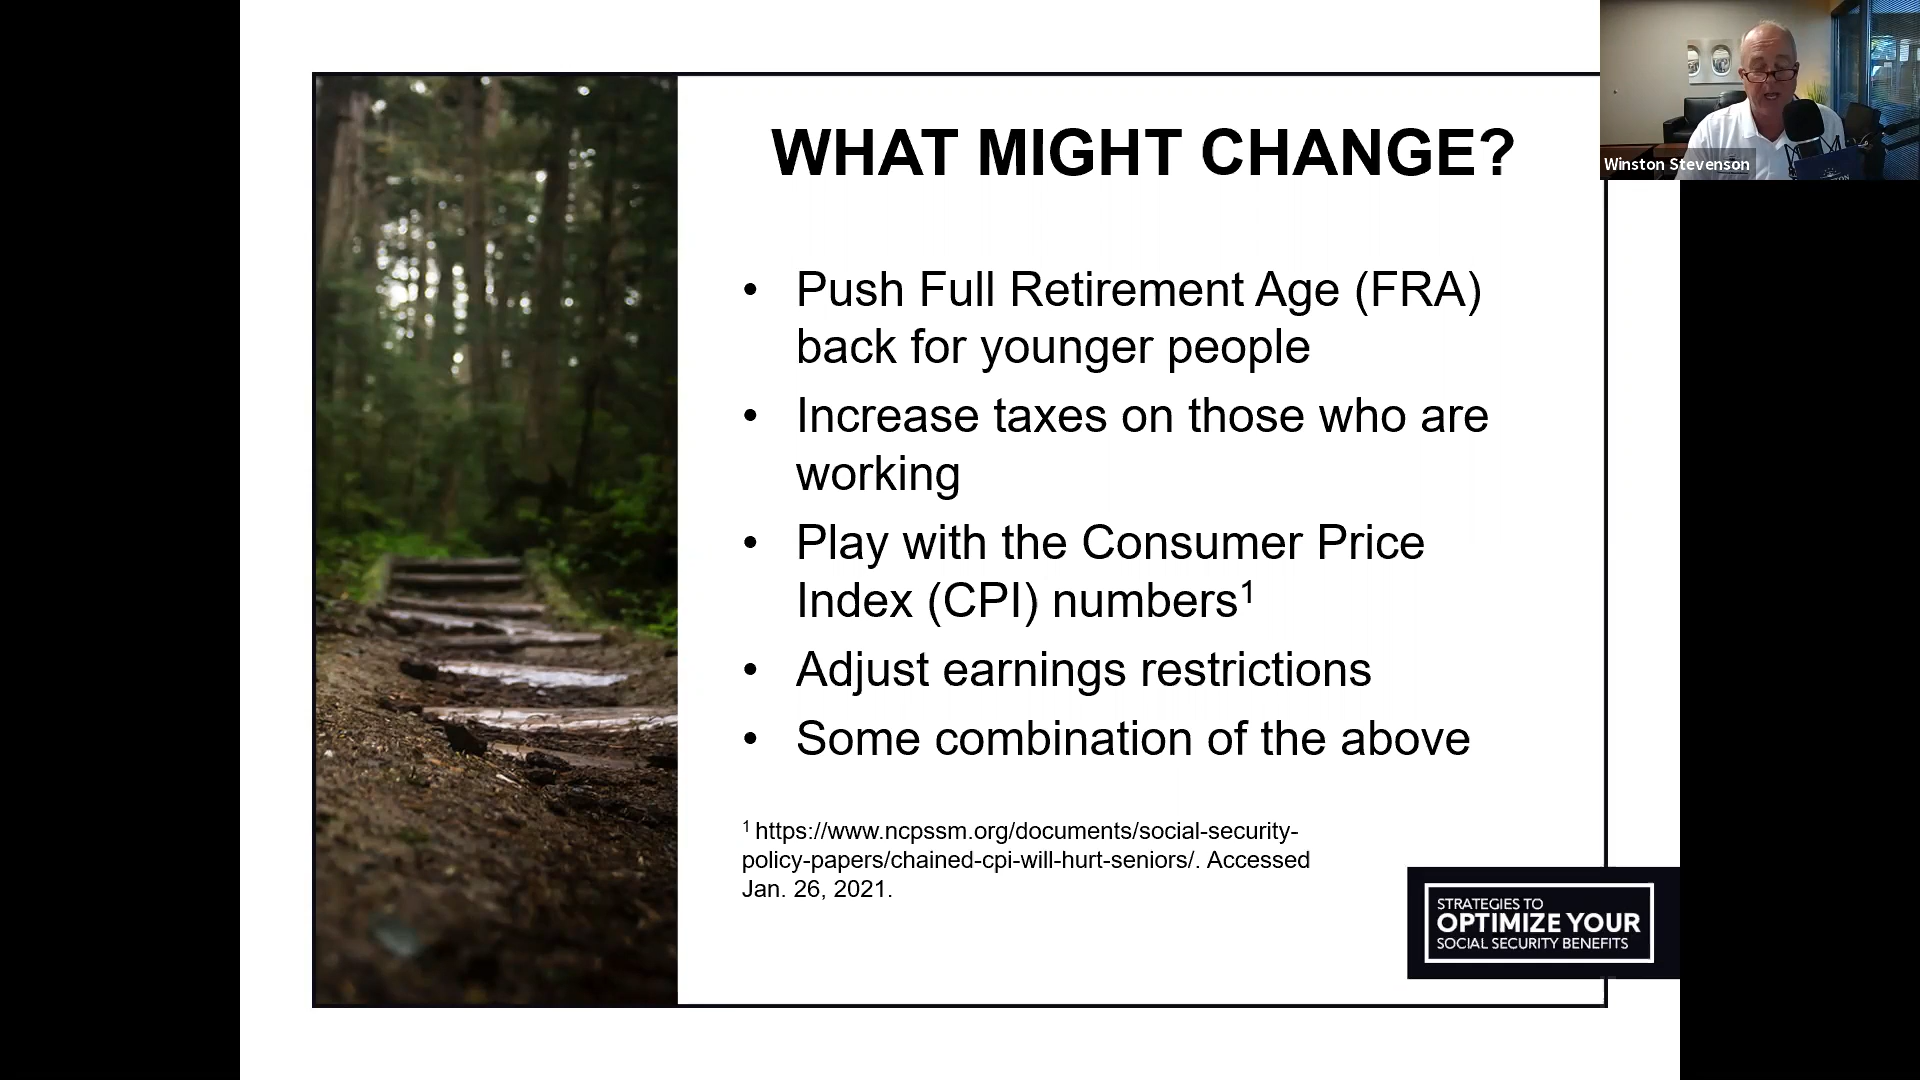 WHAT MIGHT CHANGE?
Winston Stevenson
• Push Full Retirement Age (FRA)
back for younger people
• Increase taxes on those who are
working
• Play with the Consumer Price
Index (CPI) numbers¹
• Adjust earnings restrictions
• Some combination of the above
¹ https://www.ncpssm.org/documents/social-security-
policy-papers/chained-cpi-will-hurt-seniors/. Accessed
Jan. 26, 2021.
STRATEGIES TO
OPTIMIZE YOUR
SOCIAL SECURITY BENEFITS